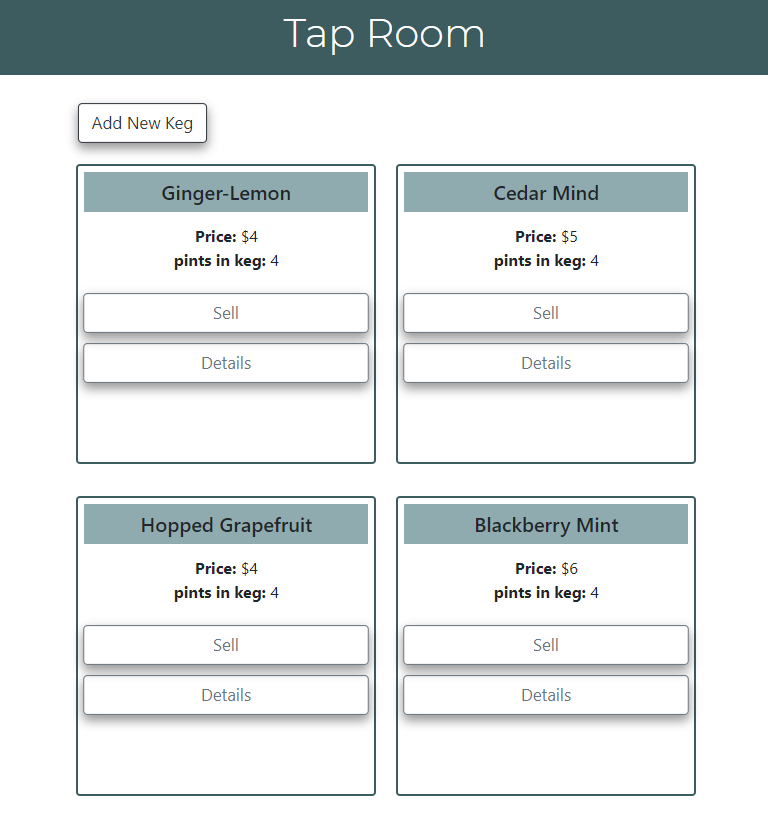 Tap Room
Add New Keg
Ginger-Lemon
Price: $4
pints in keg: 4
Sell
Details
Cedar Mind
Price: $5
pints in keg: 4
Sell
Details
Hopped Grapefruit
Price: $4
pints in keg: 4
Sell
Details
Blackberry Mint
Price: $6
pints in keg: 4
Sell
Details